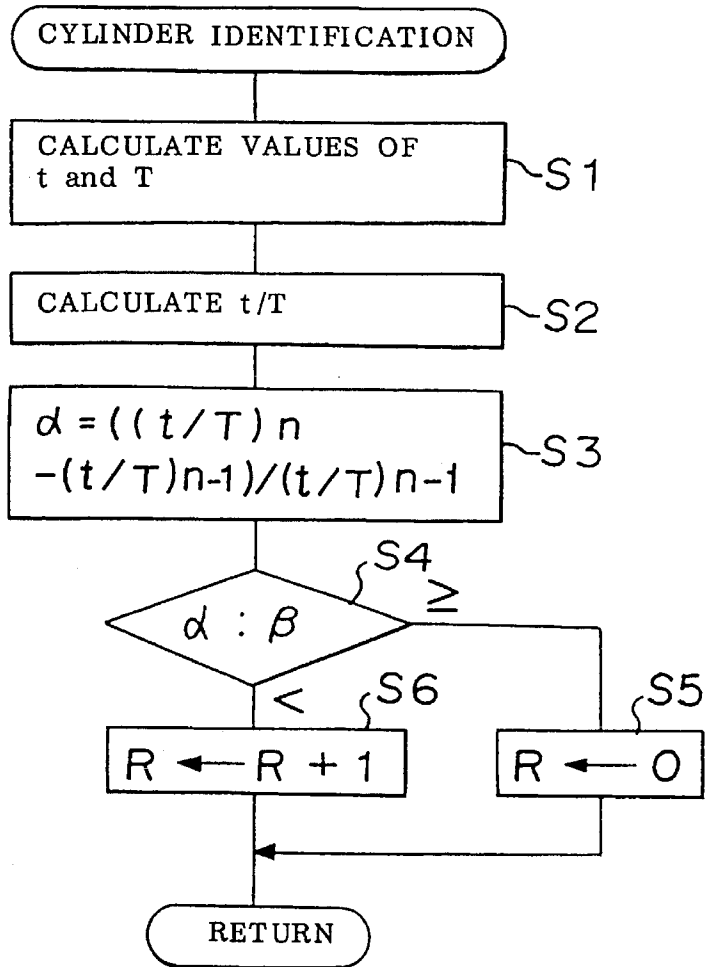 CYLINDER IDENTIFICATION
CALCULATE VALUES OF
t and T
S1
CALCULATE t/T
S2
α = ((t/T)n
-(t/T)n-1)/(t/T)n-1
S3
S4
α : β
≥
<
S6
S5
R ← R + 1
R ← 0
RETURN